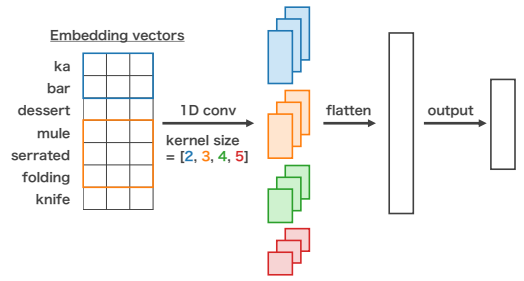 Embedding vectors
ka
bar
dessert
mule
serrated
folding
knife
1D conv
kernel size
= [2, 3, 4, 5]
flatten
output